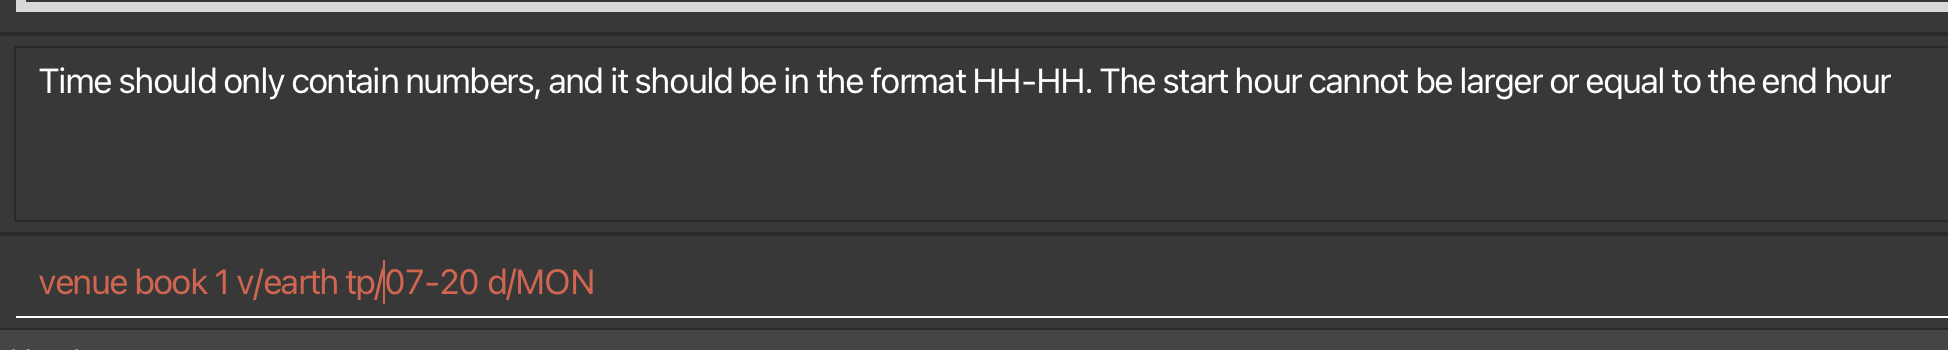 Time should only contain numbers, and it should be in the format HH-HH. The start hour cannot be larger or equal to the end hour
venue book 1 v/earth tp/07-20 d/MON